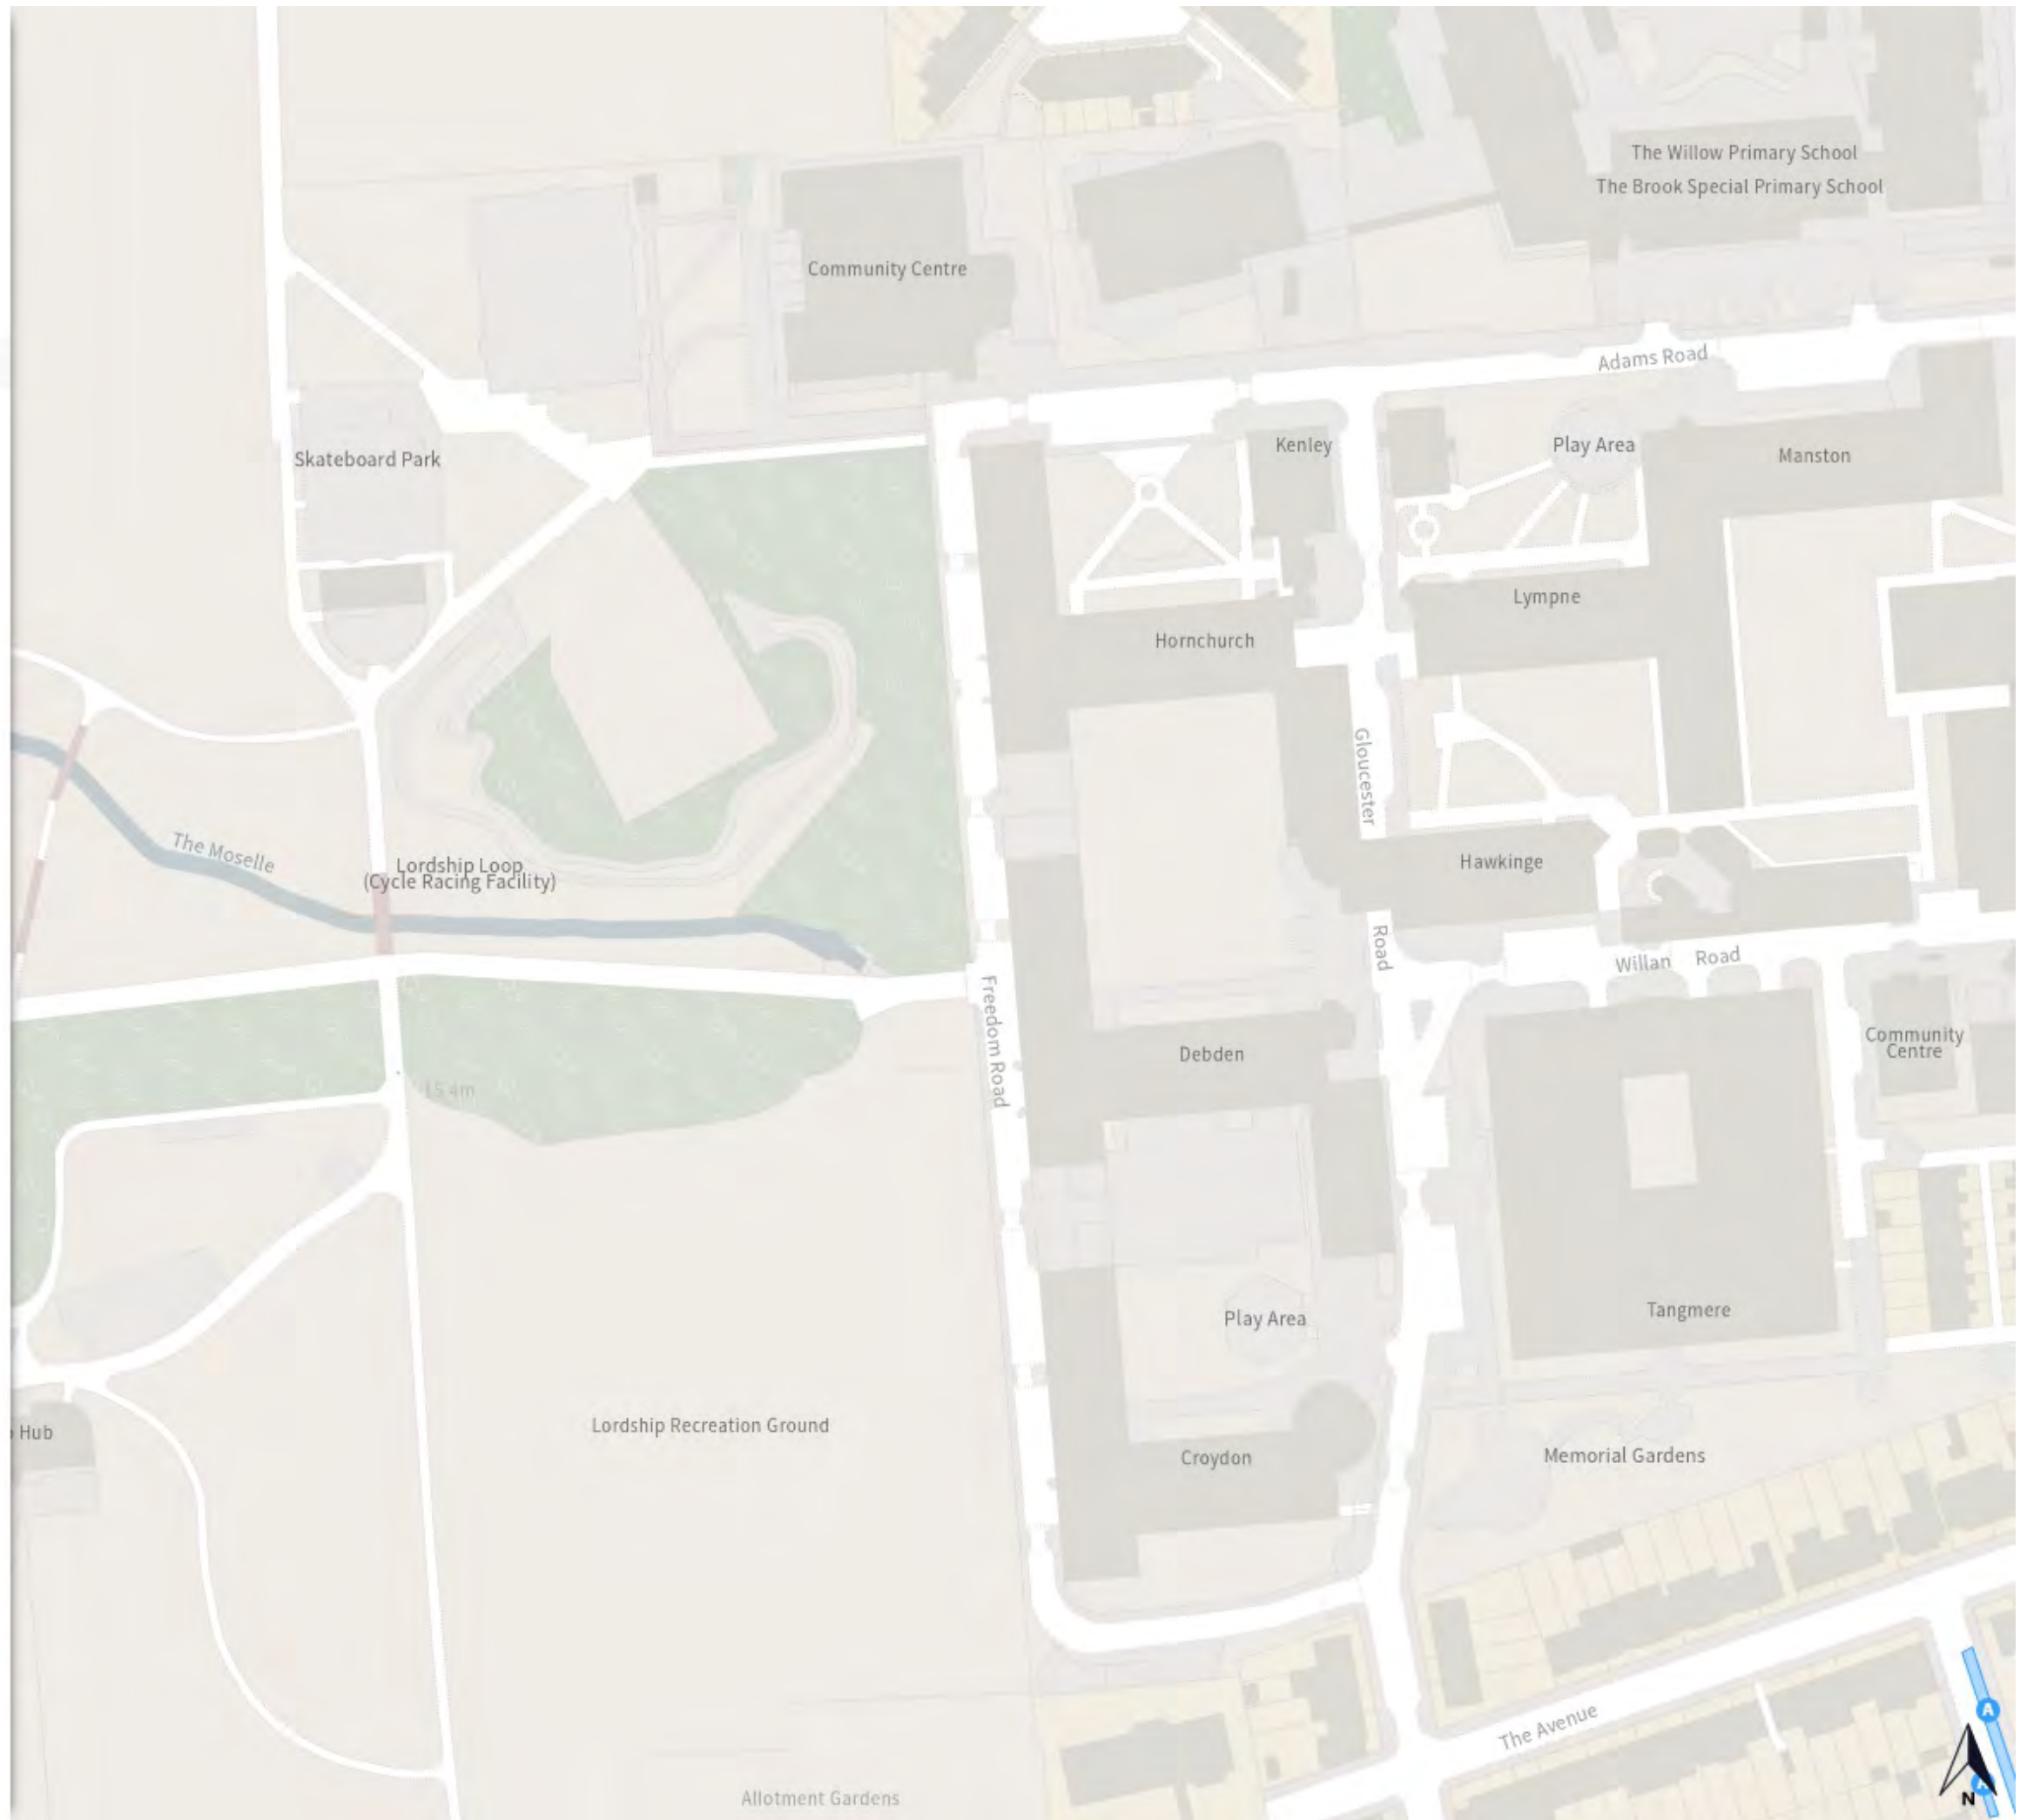 The Willow Primary School
The Brook Special Primary School
Community Centre
Adams Road
Kenley
Play Area
Manston
Skateboard Park
Lympne
Hornchurch
Gloucester
Road
The Moselle
Lordship Loop
(Cycle Racing Facility)
Hawkinge
Willan Road
Freedom Road
Debden
Community
Centre
15.4m
Tangmere
Play Area
Lordship Recreation Ground
Hub
Croydon
Memorial Gardens
The Avenue
A
A
N
Allotment Gardens